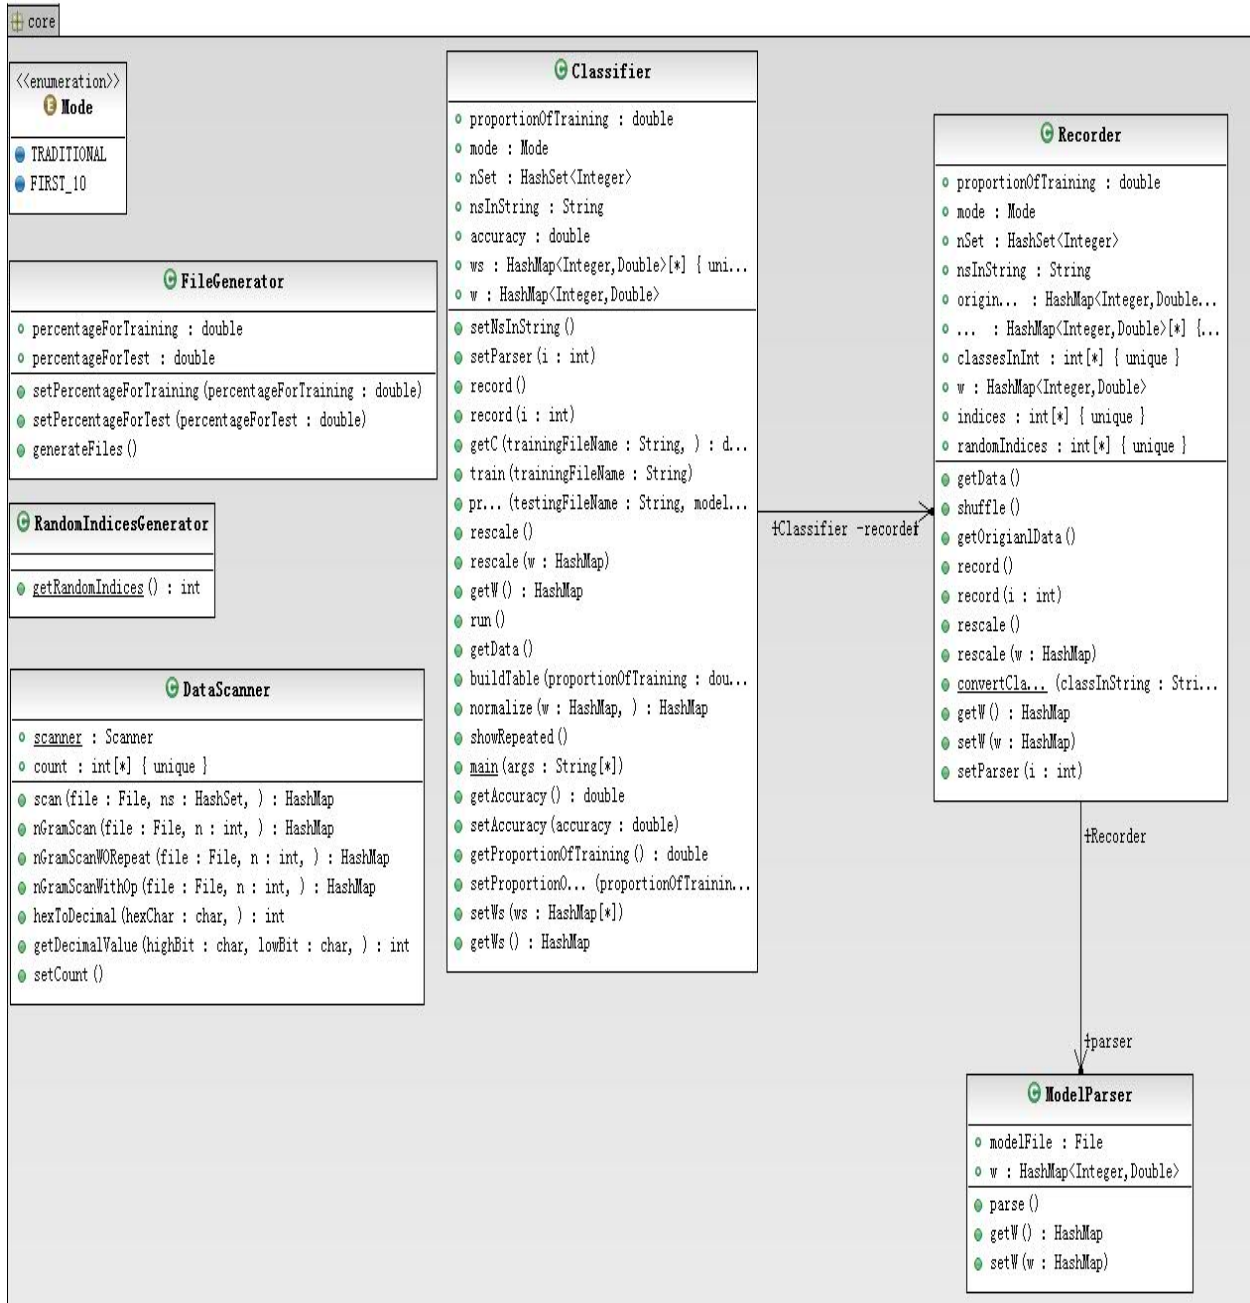 core
<<enumeration>>
Mode
TRADITIONAL
FIRST_10
FileGenerator
percentageForTraining : double
percentageForTest : double
setPercentageForTraining(percentageForTraining : double)
setPercentageForTest(percentageForTest : double)
generateFiles()
RandomIndicesGenerator
getRandomIndices() : int
DataScanner
scanner : Scanner
count : int[*] { unique }
scan(file : File, ns : HashSet, ) : HashMap
nGramScan(file : File, n : int, ) : HashMap
nGramScanWORepeat(file : File, n : int, ) : HashMap
nGramScanWithOp(file : File, n : int, ) : HashMap
hexToDecimal(hexChar : char, ) : int
getDecimalValue(highBit : char, lowBit : char, ) : int
setCount()
Classifier
proportionOfTraining : double
mode : Mode
nSet : HashSet<Integer>
nsInString : String
accuracy : double
ws : HashMap<Integer,Double>[*] { uni...
w : HashMap<Integer,Double>
setNsInString()
setParser(i : int)
record()
record(i : int)
getC(trainingFileName : String, ) : d...
train(trainingFileName : String)
pr... (testingFileName : String, model...
rescale()
rescale(w : HashMap)
getW() : HashMap
run()
getData()
buildTable(proportionOfTraining : dou...
normalize(w : HashMap, ) : HashMap
showRepeated()
main(args : String[*])
getAccuracy() : double
setAccuracy(accuracy : double)
getProportionOfTraining() : double
setProportionO... (proportionOfTrainin...
setWs(ws : HashMap[*])
getWs() : HashMap
+Classifier -recorder
Recorder
proportionOfTraining : double
mode : Mode
nSet : HashSet<Integer>
nsInString : String
origin... : HashMap<Integer,Double...
... : HashMap<Integer,Double>[*] {...
classesInInt : int[*] { unique }
w : HashMap<Integer,Double>
indices : int[*] { unique }
randomIndices : int[*] { unique }
getData()
shuffle()
getOrigianlData()
record()
record(i : int)
rescale()
rescale(w : HashMap)
convertCla... (classInString : Stri...
getW() : HashMap
setW(w : HashMap)
setParser(i : int)
+Recorder
+parser
ModelParser
modelFile : File
w : HashMap<Integer,Double>
parse()
getW() : HashMap
setW(w : HashMap)